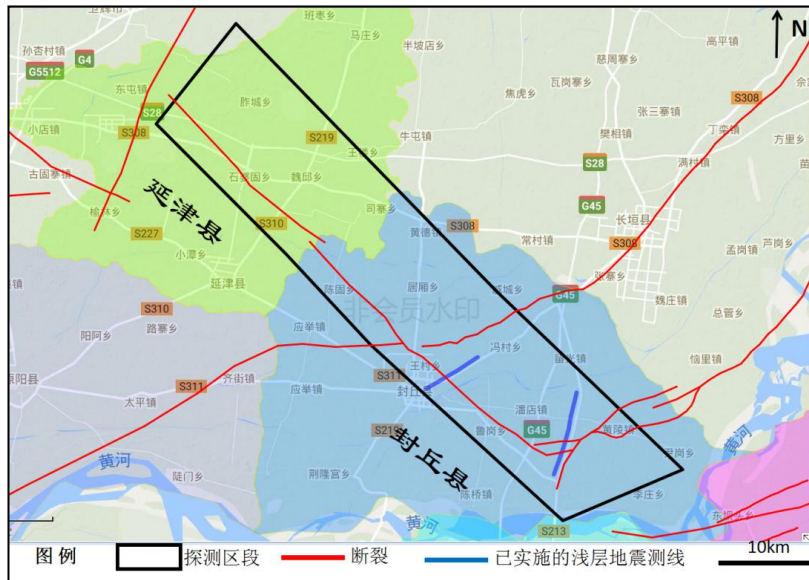 卫辉市
班枣乡
马庄乡
半坡店乡
慈周寨乡
高平镇
N
孙杏村镇
G4
G5512
东屯镇
S28
胙城乡
焦虎乡
瓦岗寨乡
张三寨镇
S308
小店镇
S308
S219
牛屯镇
樊相镇
丁栾镇
方里乡
古固寨镇
石婆固乡
魏邱乡
S28
满村镇
延津县
榆林乡
司寨乡
G45
长垣县
S227
S310
黄德镇
S308
常村镇
S308
孟岗镇
芦岗乡
小潭乡
延津县
居厢乡
张寨乡
陈固乡
G45
魏庄镇
非会员水印
S310
总管乡
阳阿乡
路寨乡
应举镇
冯村乡
留光镇
恼里镇
王村乡
原阳县
齐街镇
S311
S311
应举镇
封丘县
太平镇
潘店镇
鲁岗乡
G45
黄陵镇
S219
尹岗乡
黄河
封丘县
黄河
陡门乡
荆隆宫乡
陈桥镇
李庄乡
黄河
S213
东坝头乡
图例
探测区段
断裂
已实施的浅层地震测线
10km